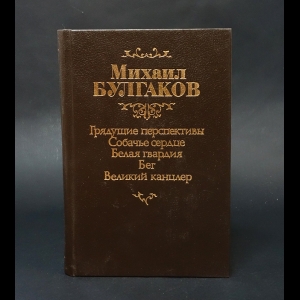 Михаил
БУЛГАКОВ
Грядущие перспективы
Собачье сердце
Белая гвардия
Бег
Великий канцлер